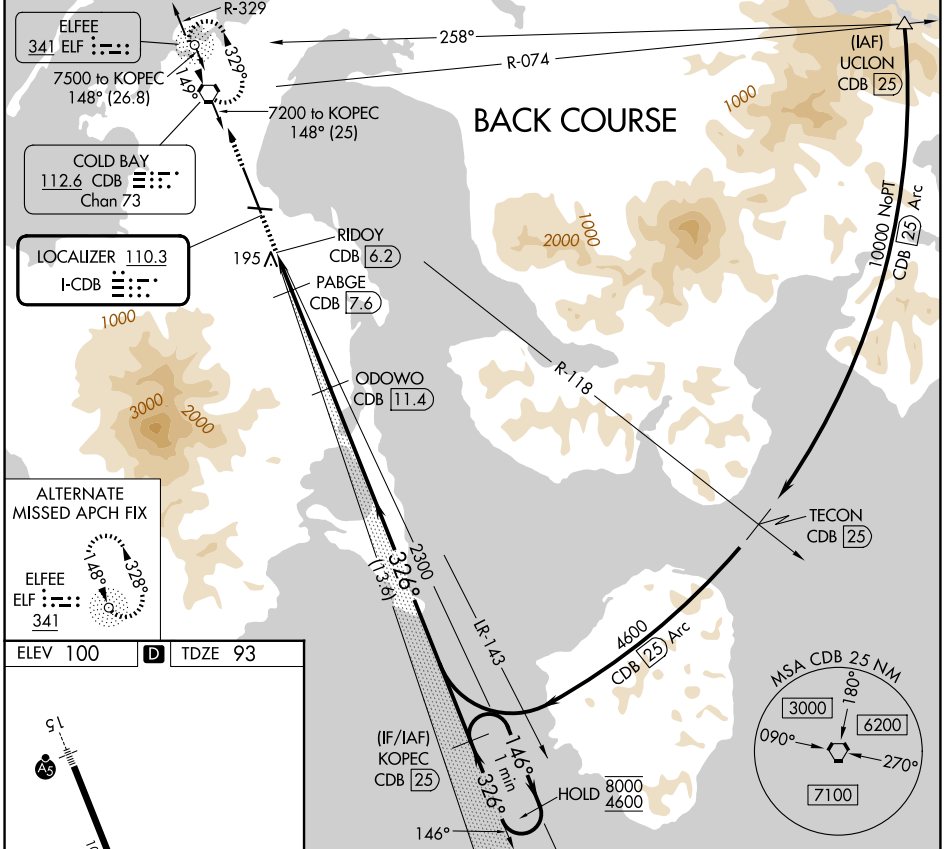 ELFEE
341 ELF
R-329
329°
149°
7500 to KOPEC
148° (26.8)
7200 to KOPEC
148° (25)
258°
R-074
(IAF)
UCLON
CDB 25
BACK COURSE
1000
COLD BAY
112.6 CDB
Chan 73
LOCALIZER 110.3
I-CDB
195
RIDOY
CDB 6.2
PABGE
CDB 7.6
1000
2000
10000 NoPT
CDB 25 Arc
1000
3000
2000
ODOWO
CDB 11.4
R-118
ALTERNATE
MISSED APCH FIX
148°
328°
ELFEE
ELF
341
TECON
CDB 25
326°
2300
(13.6)
LR-143
4600
CDB 25 Arc
ELEV 100
D
TDZE 93
15
A5
(IF/IAF)
KOPEC
CDB 25
146°
1 min
326°
146°
HOLD
8000
4600
MSA CDB 25 NM
180°
3000
6200
090°
270°
7100